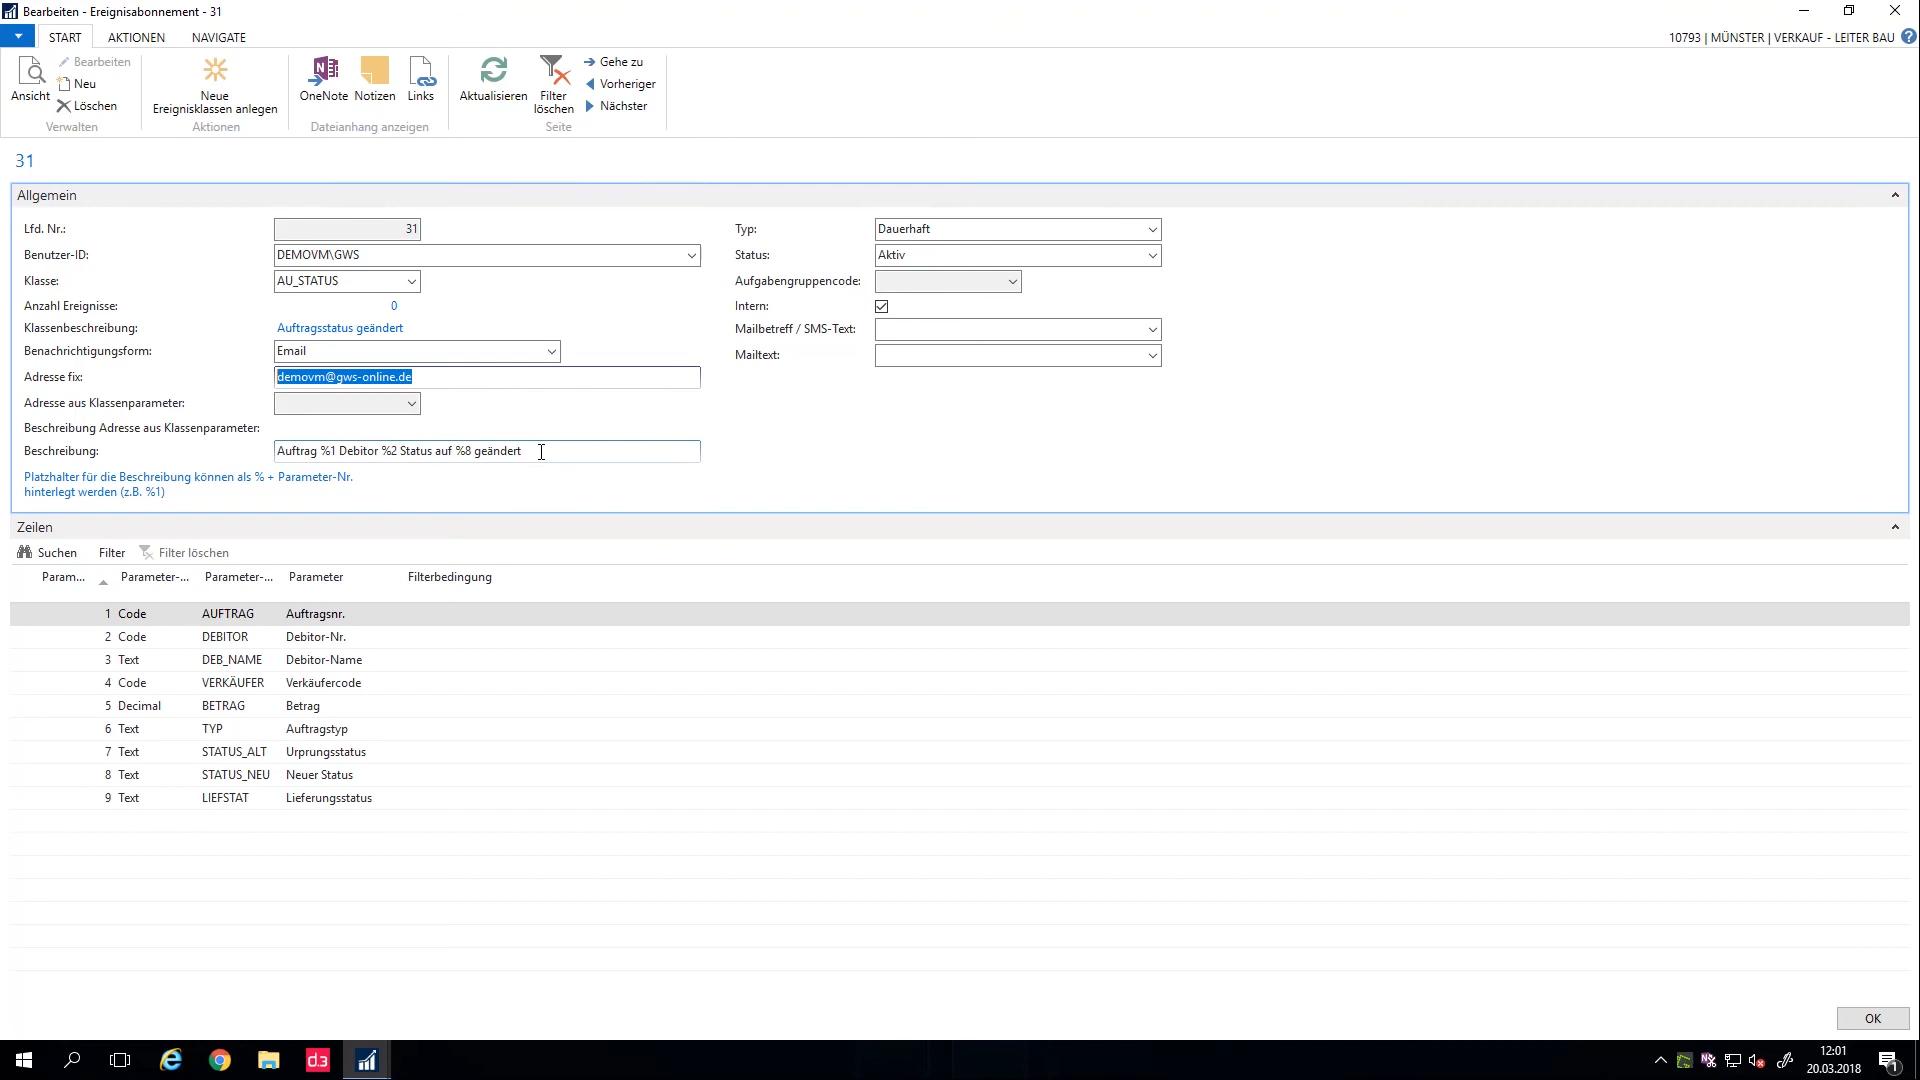 Bearbeiten - Ereignisabonnement - 31
START AKTIONEN NAVIGATE 10793 | MÜNSTER | VERKAUF - LEITER BAU ?
Ansicht
Bearbeiten
Neu
Löschen
Verwalten
Neue
Ereignisklassen anlegen
Aktionen
OneNote Notizen Links
Dateianhang anzeigen
Aktualisieren
Filter
löschen
Gehe zu
Vorheriger
Nächster
Seite
31
Allgemein
Lfd. Nr.: 31
Benutzer-ID: DEMOVM\GWS
Klasse: AU_STATUS
Anzahl Ereignisse: 0
Klassenbeschreibung: Auftragsstatus geändert
Benachrichtigungsform: Email
Adresse fix: demovm@gws-online.de
Adresse aus Klassenparameter:
Beschreibung Adresse aus Klassenparameter:
Beschreibung: Auftrag %1 Debitor %2 Status auf %8 geändert
Platzhalter für die Beschreibung können als % + Parameter-Nr.
hinterlegt werden (z.B. %1)
Typ: Dauerhaft
Status: Aktiv
Aufgabengruppencode:
Intern:
Mailbetreff / SMS-Text:
Mailtext:
Zeilen
Suchen Filter Filter löschen
Param... Parameter-... Parameter-... Parameter Filterbedingung
1 Code AUFTRAG Auftragsnr.
2 Code DEBITOR Debitor-Nr.
3 Text DEB_NAME Debitor-Name
4 Code VERKÄUFER Verkäufercode
5 Decimal BETRAG Betrag
6 Text TYP Auftragstyp
7 Text STATUS_ALT Urprungsstatus
8 Text STATUS_NEU Neuer Status
9 Text LIEFSTAT Lieferungsstatus
OK
d.3
12:01
20.03.2018
1